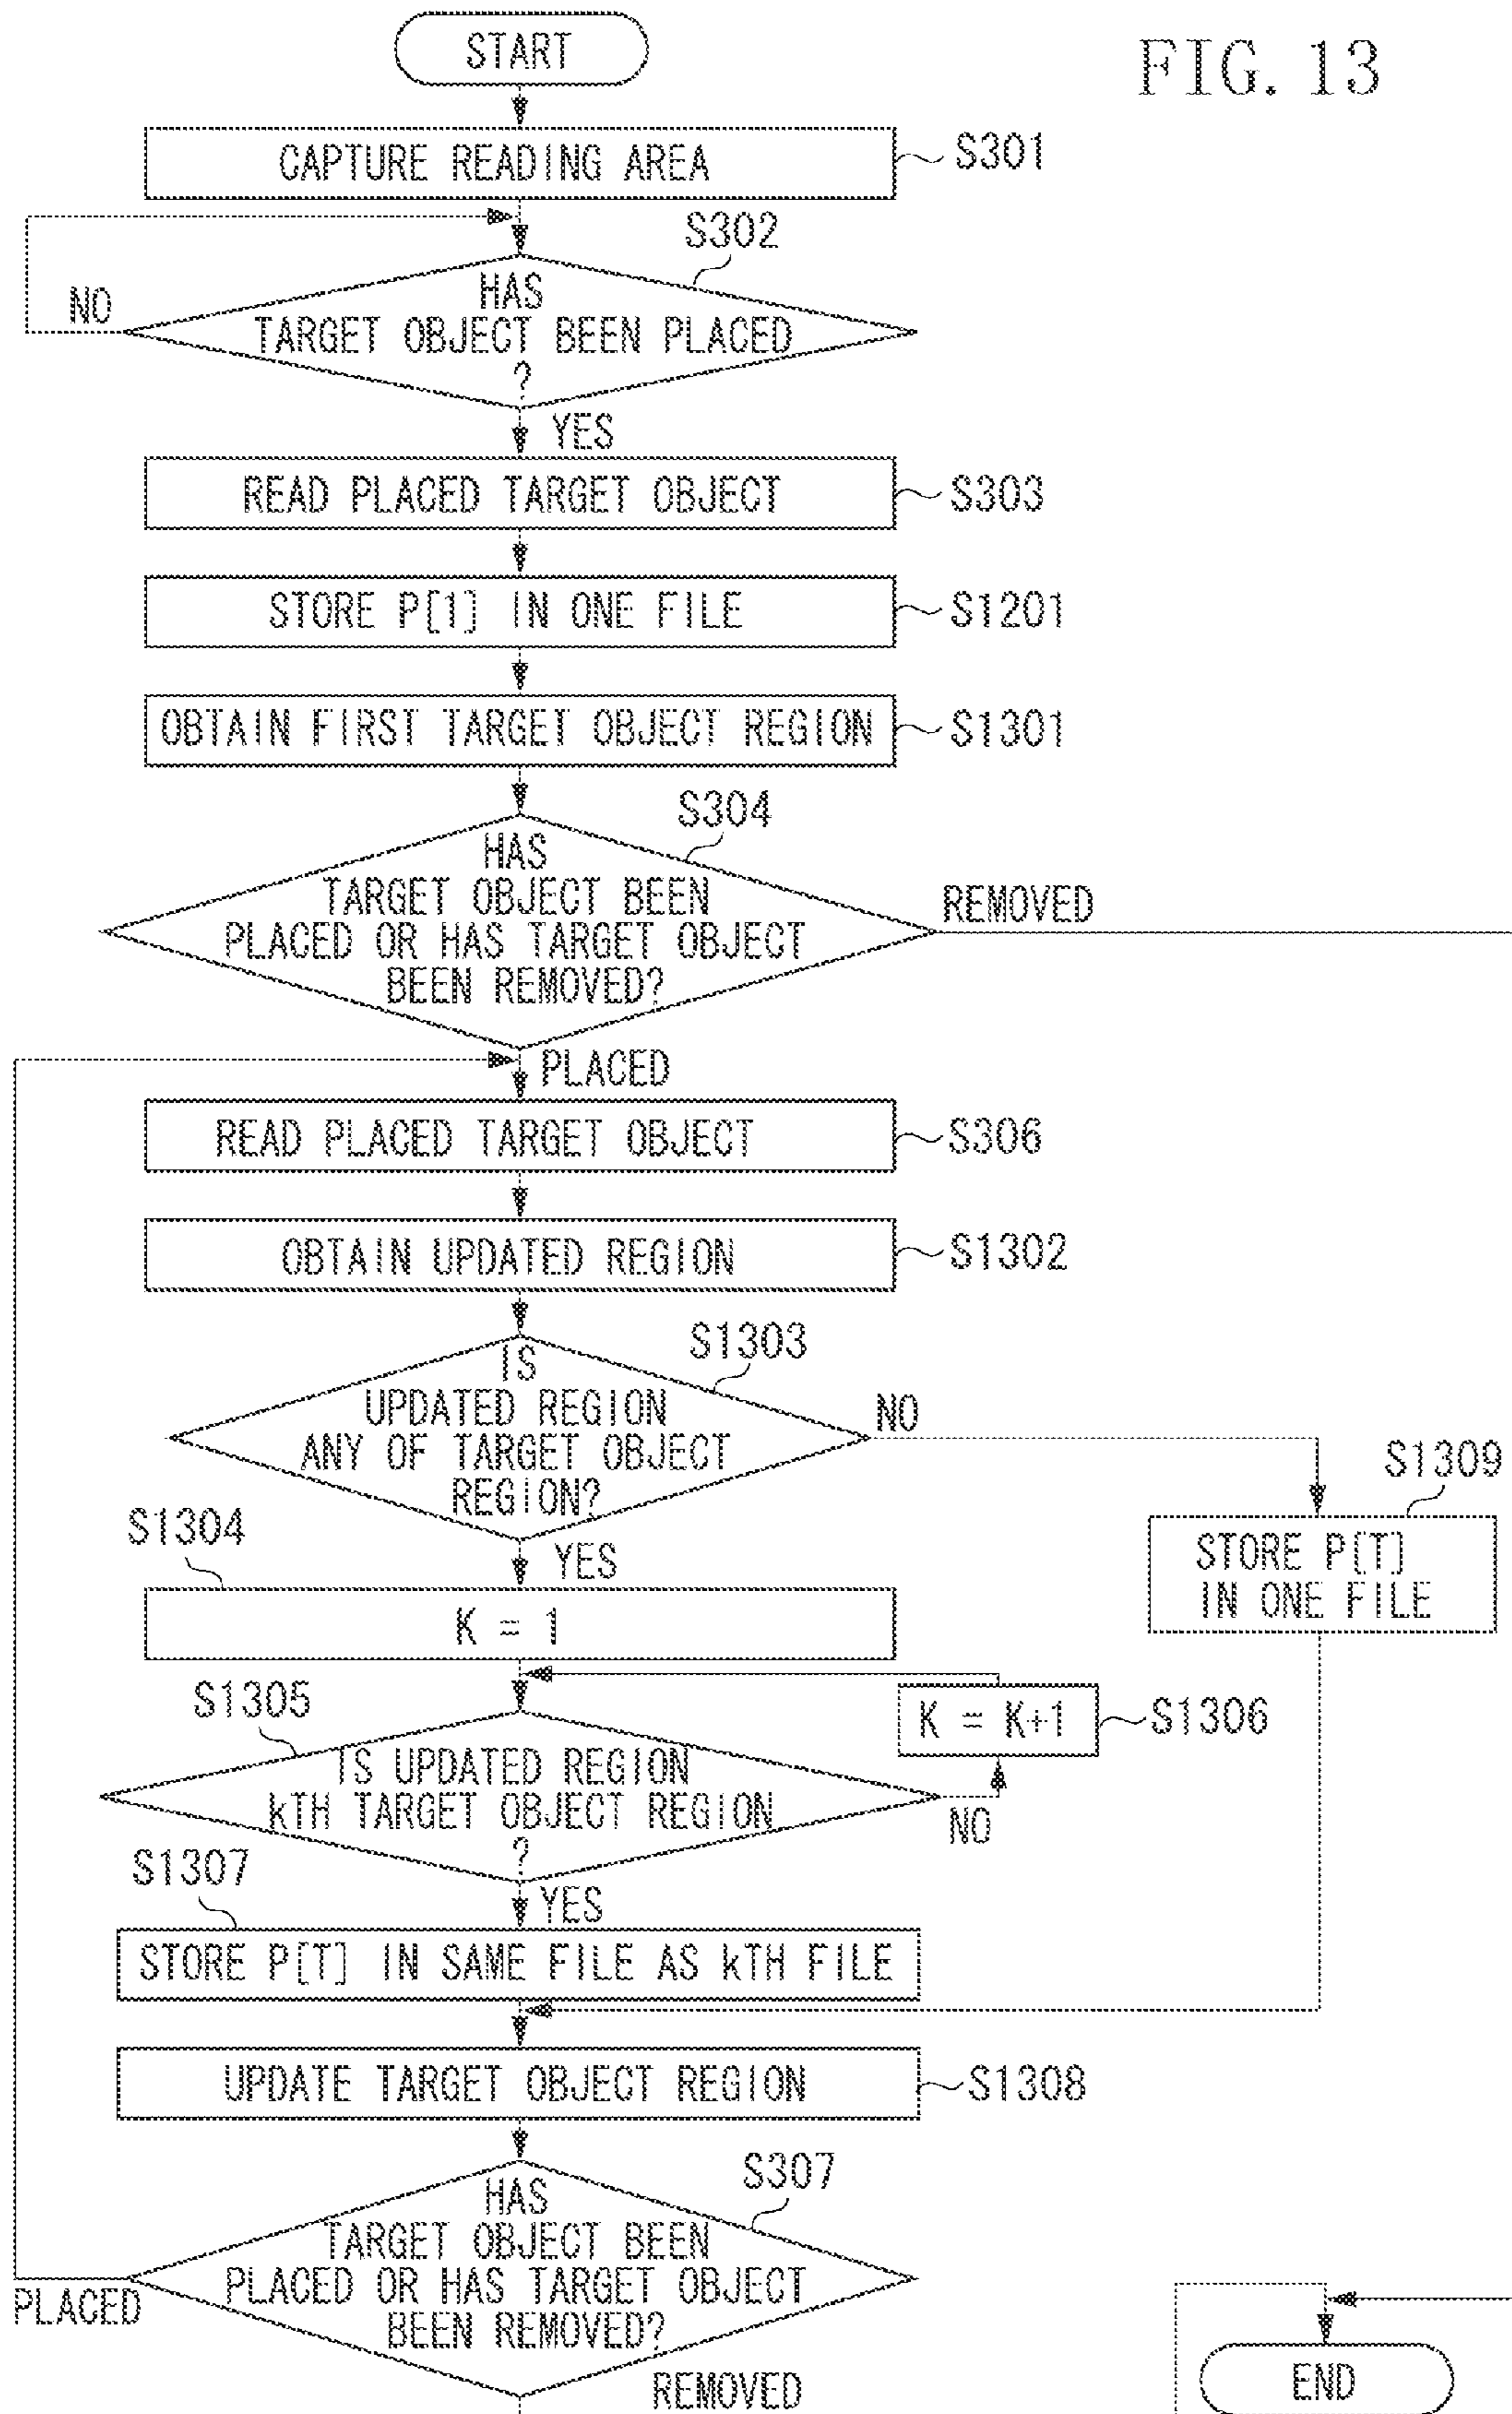 FIG. 13
START
CAPTURE READING AREA
S301
S302
HAS
TARGET OBJECT BEEN PLACED
?
NO
YES
READ PLACED TARGET OBJECT
S303
STORE P[1] IN ONE FILE
S1201
OBTAIN FIRST TARGET OBJECT REGION
S1301
S304
HAS
TARGET OBJECT BEEN
PLACED OR HAS TARGET OBJECT
BEEN REMOVED?
REMOVED
PLACED
READ PLACED TARGET OBJECT
S306
OBTAIN UPDATED REGION
S1302
S1303
IS
UPDATED REGION
ANY OF TARGET OBJECT
REGION?
NO
S1309
STORE P[T]
IN ONE FILE
YES
S1304
K = 1
S1305
K = K+1
S1306
IS UPDATED REGION
kTH TARGET OBJECT REGION
?
NO
YES
S1307
STORE P[T] IN SAME FILE AS kTH FILE
UPDATE TARGET OBJECT REGION
S1308
S307
HAS
TARGET OBJECT BEEN
PLACED OR HAS TARGET OBJECT
BEEN REMOVED?
PLACED
REMOVED
END